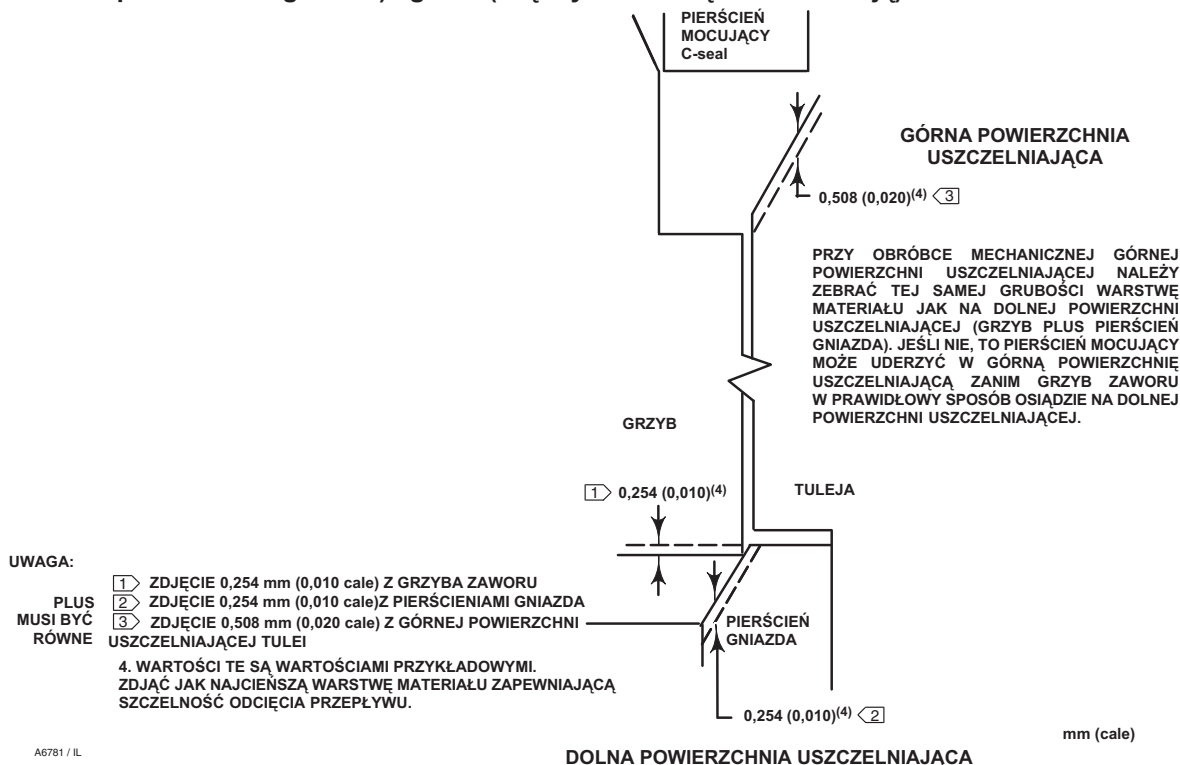 PIERŚCIEŃ
MOCUJĄCY
C-seal
GÓRNA POWIERZCHNIA
USZCZELNIAJĄCA
0,508 (0,020)(4) 3
PRZY OBRÓBCE MECHANICZNEJ GÓRNEJ
POWIERZCHNI USZCZELNIAJĄCEJ NALEŻY
ZEBRAĆ TEJ SAMEJ GRUBOŚCI WARSTWĘ
MATERIAŁU JAK NA DOLNEJ POWIERZCHNI
USZCZELNIAJĄCEJ (GRZYB PLUS PIERŚCIEŃ
GNIAZDA). JEŚLI NIE, TO PIERŚCIEŃ MOCUJĄCY
MOŻE UDERZYĆ W GÓRNĄ POWIERZCHNIĘ
USZCZELNIAJĄCĄ ZANIM GRZYB ZAWORU
W PRAWIDŁOWY SPOSÓB OSIĄDZIE NA DOLNEJ
POWIERZCHNI USZCZELNIAJĄCEJ.
GRZYB
1 0,254 (0,010)(4)
TULEJA
UWAGA:
1 ZDJĘCIE 0,254 mm (0,010 cale) Z GRZYBA ZAWORU
PLUS 2 ZDJĘCIE 0,254 mm (0,010 cale)Z PIERŚCIENIAMI GNIAZDA
MUSI BYĆ 3 ZDJĘCIE 0,508 mm (0,020 cale) Z GÓRNEJ POWIERZCHNI
RÓWNE USZCZELNIAJĄCEJ TULEI
PIERŚCIEŃ
GNIAZDA
4. WARTOŚCI TE SĄ WARTOŚCIAMI PRZYKŁADOWYMI.
ZDJĄĆ JAK NAJCIEŃSZĄ WARSTWĘ MATERIAŁU ZAPEWNIAJĄCĄ
SZCZELNOŚĆ ODCIĘCIA PRZEPŁYWU.
0,254 (0,010)(4) 2
mm (cale)
A6781 / IL
DOLNA POWIERZCHNIA USZCZELNIAJĄCA